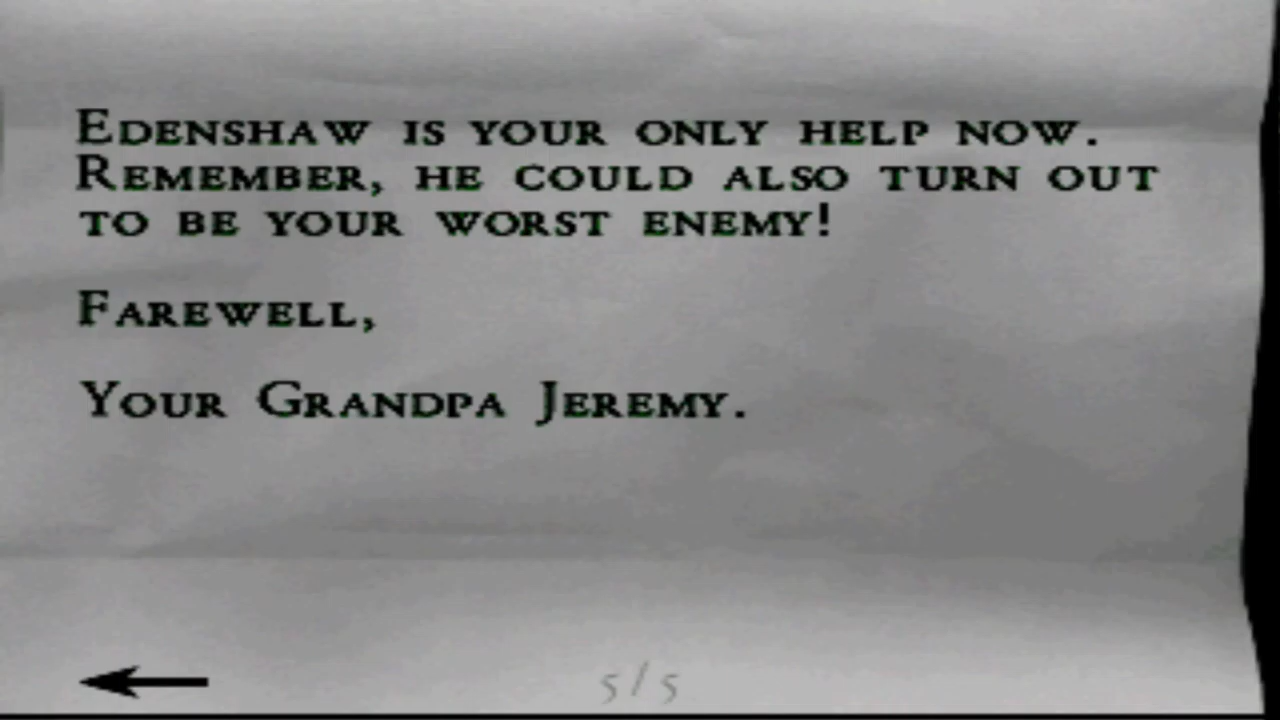 Edenshaw is your only help now.
Remember, he could also turn out
to be your worst enemy!
Farewell,
Your Grandpa Jeremy.
5/5